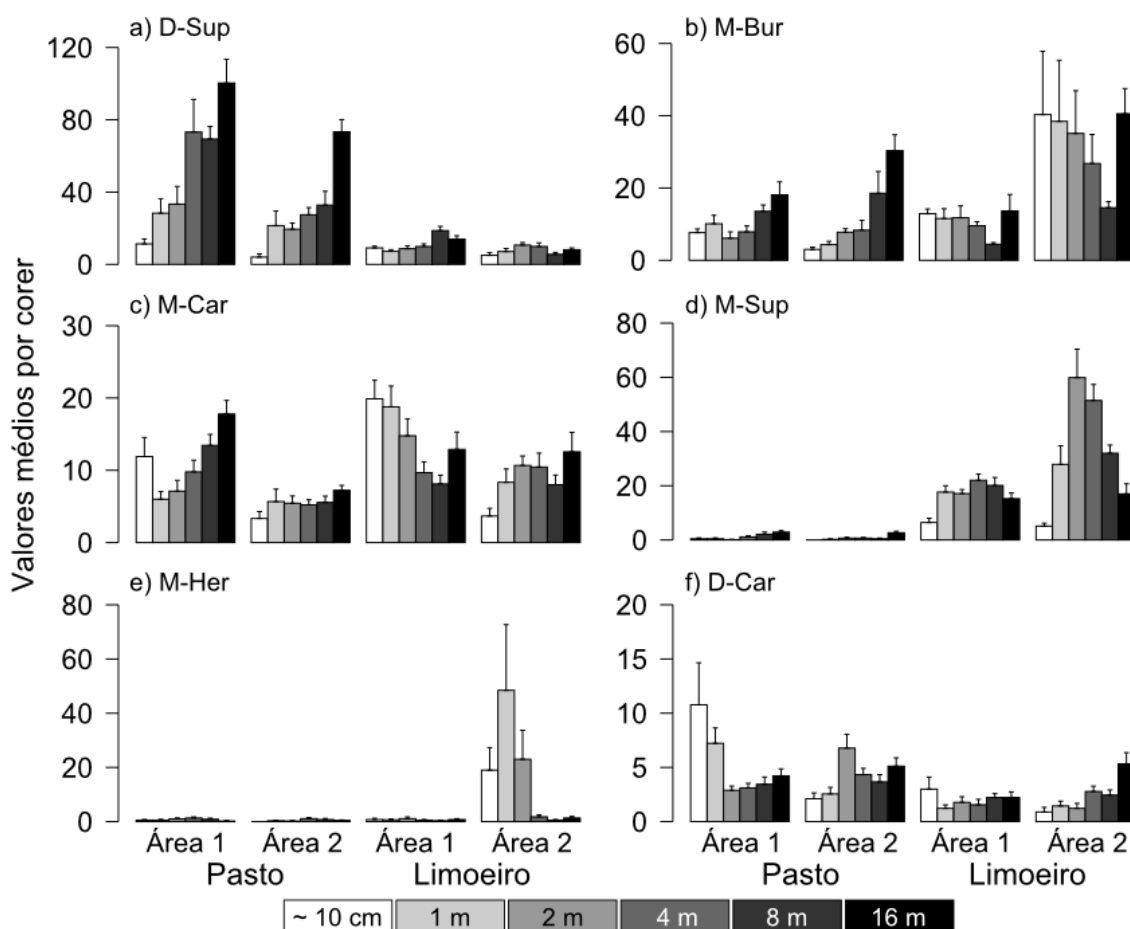 Valores médios por corer
a) D-Sup
120
80
40
0
b) M-Bur
60
40
20
0
c) M-Car
30
20
10
0
d) M-Sup
80
60
40
20
0
e) M-Her
80
60
40
20
0
f) D-Car
20
15
10
5
0
Área 1 Área 2 Área 1 Área 2
Pasto Limoeiro
Área 1 Área 2 Área 1 Área 2
Pasto Limoeiro
~ 10 cm 1 m 2 m 4 m 8 m 16 m